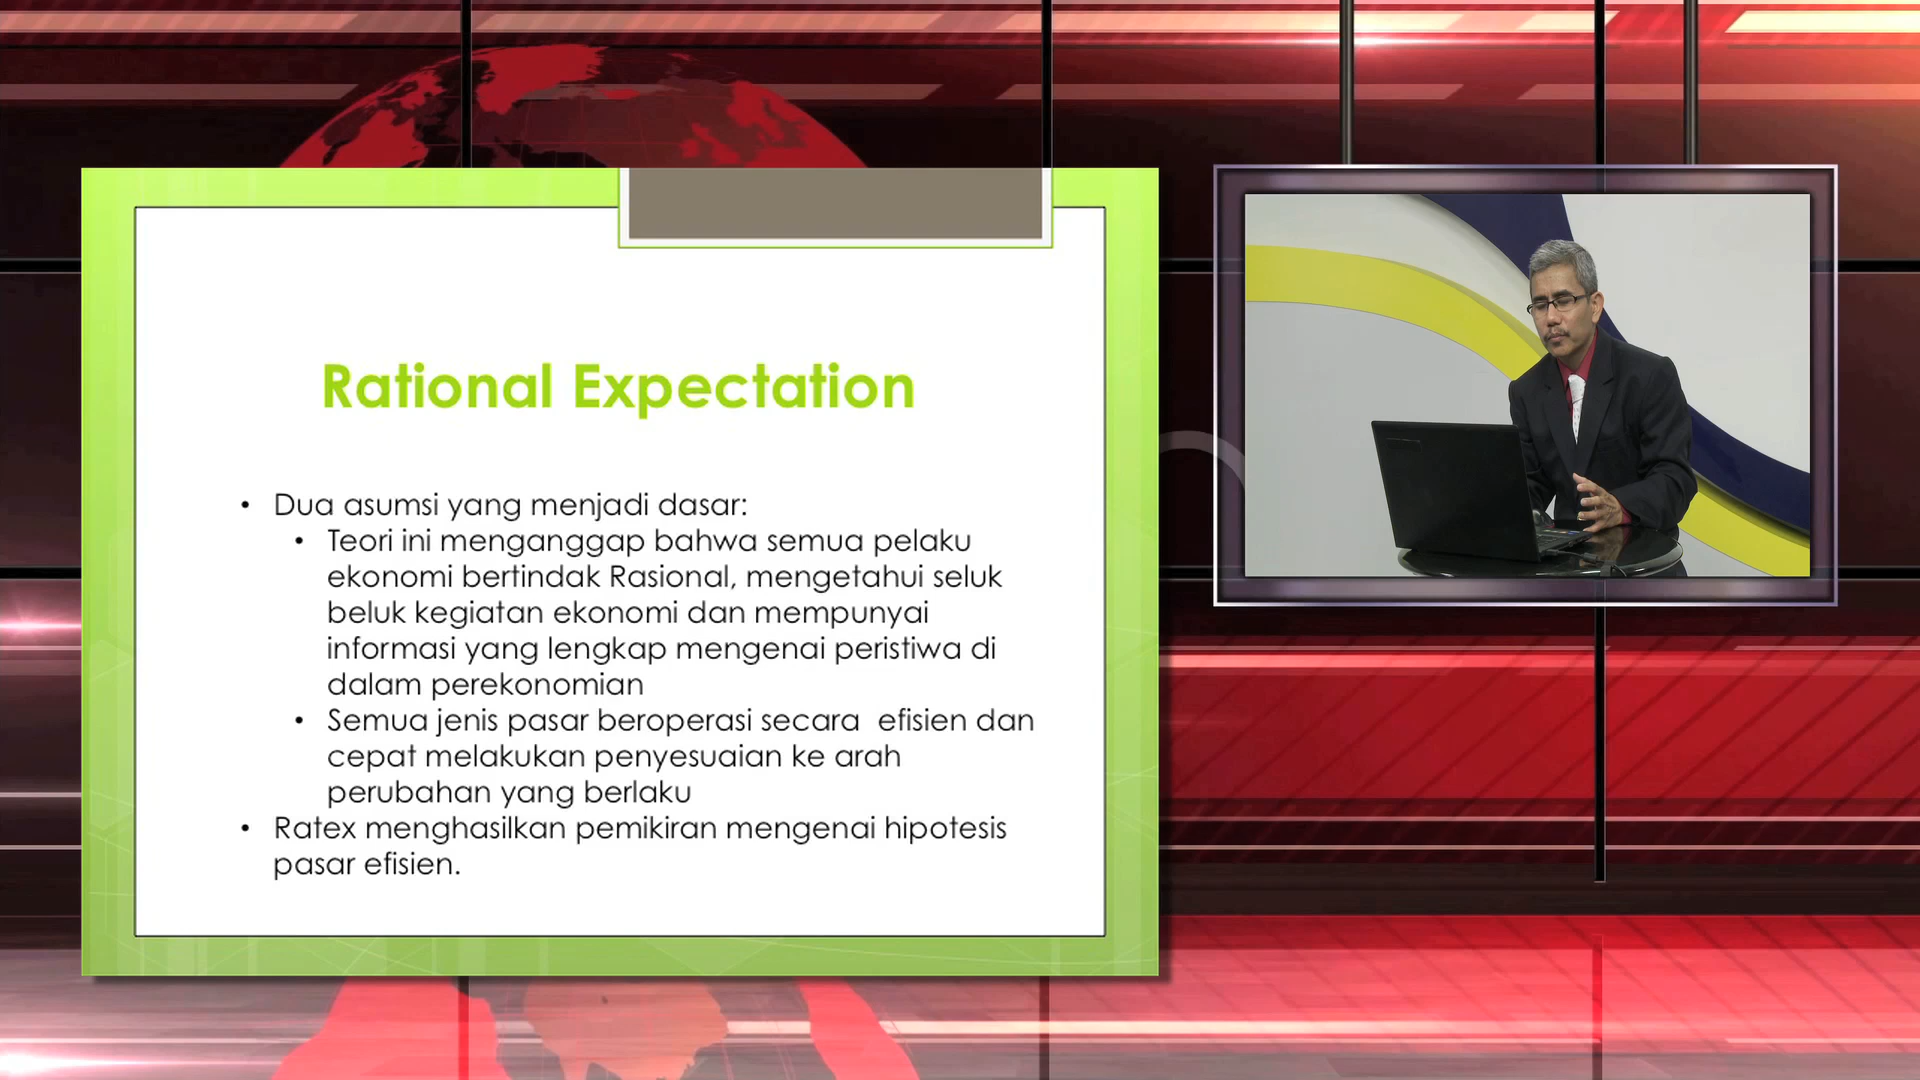 Rational Expectation
• Dua asumsi yang menjadi dasar:
• Teori ini menganggap bahwa semua pelaku
ekonomi bertindak Rasional, mengetahui seluk
beluk kegiatan ekonomi dan mempunyai
informasi yang lengkap mengenai peristiwa di
dalam perekonomian
• Semua jenis pasar beroperasi secara  efisien dan
cepat melakukan penyesuaian ke arah
perubahan yang berlaku
• Ratex menghasilkan pemikiran mengenai hipotesis
pasar efisien.